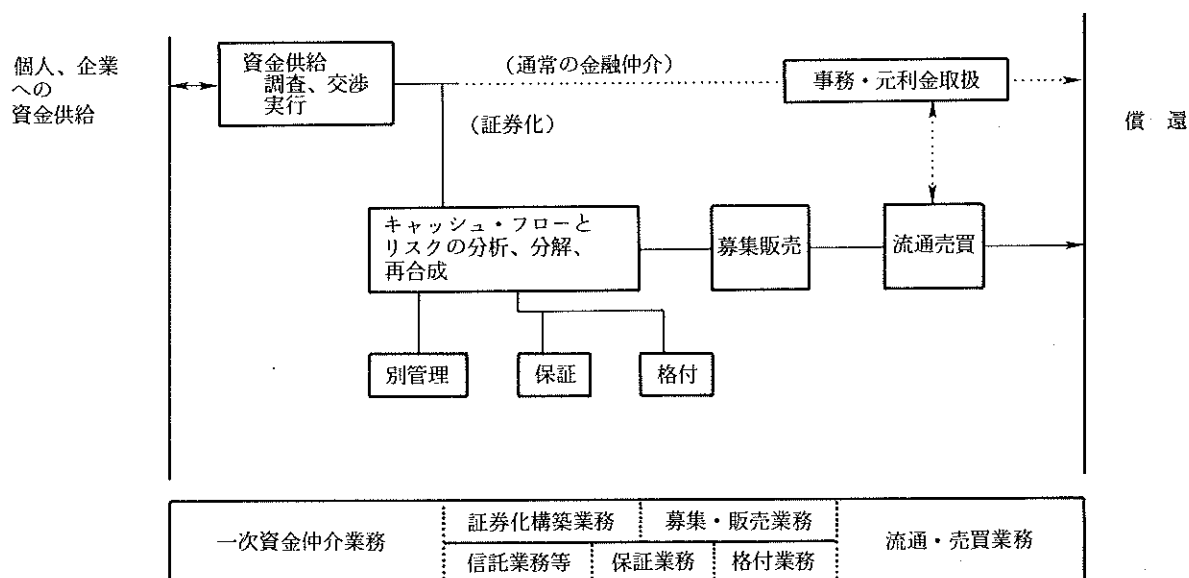 個人、企業
への
資金供給
資金供給
調査、交渉
実行
（通常の金融仲介）
事務・元利金取扱
償 還
（証券化）
キャッシュ・フローと
リスクの分析、分解、
再合成
募集販売
流通売買
別管理
保証
格付
一次資金仲介業務
証券化構築業務
募集・販売業務
流通・売買業務
信託業務等
保証業務
格付業務